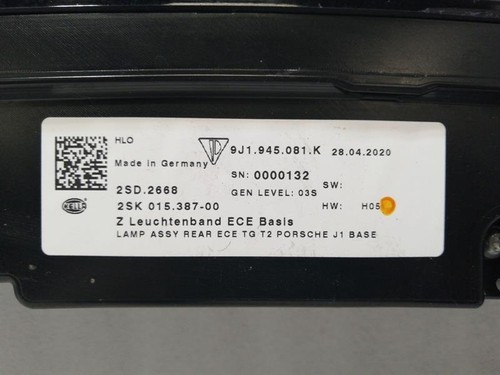 HLO
9J1.945.081.K 28.04.2020
Made in Germany
SN: 0000132
SW:
2SD.2668
GEN LEVEL: 03S
HELLA 2SK 015.387-00
HW: H05
Z Leuchtenband ECE Basis
LAMP ASSY REAR ECE TG T2 PORSCHE J1 BASE